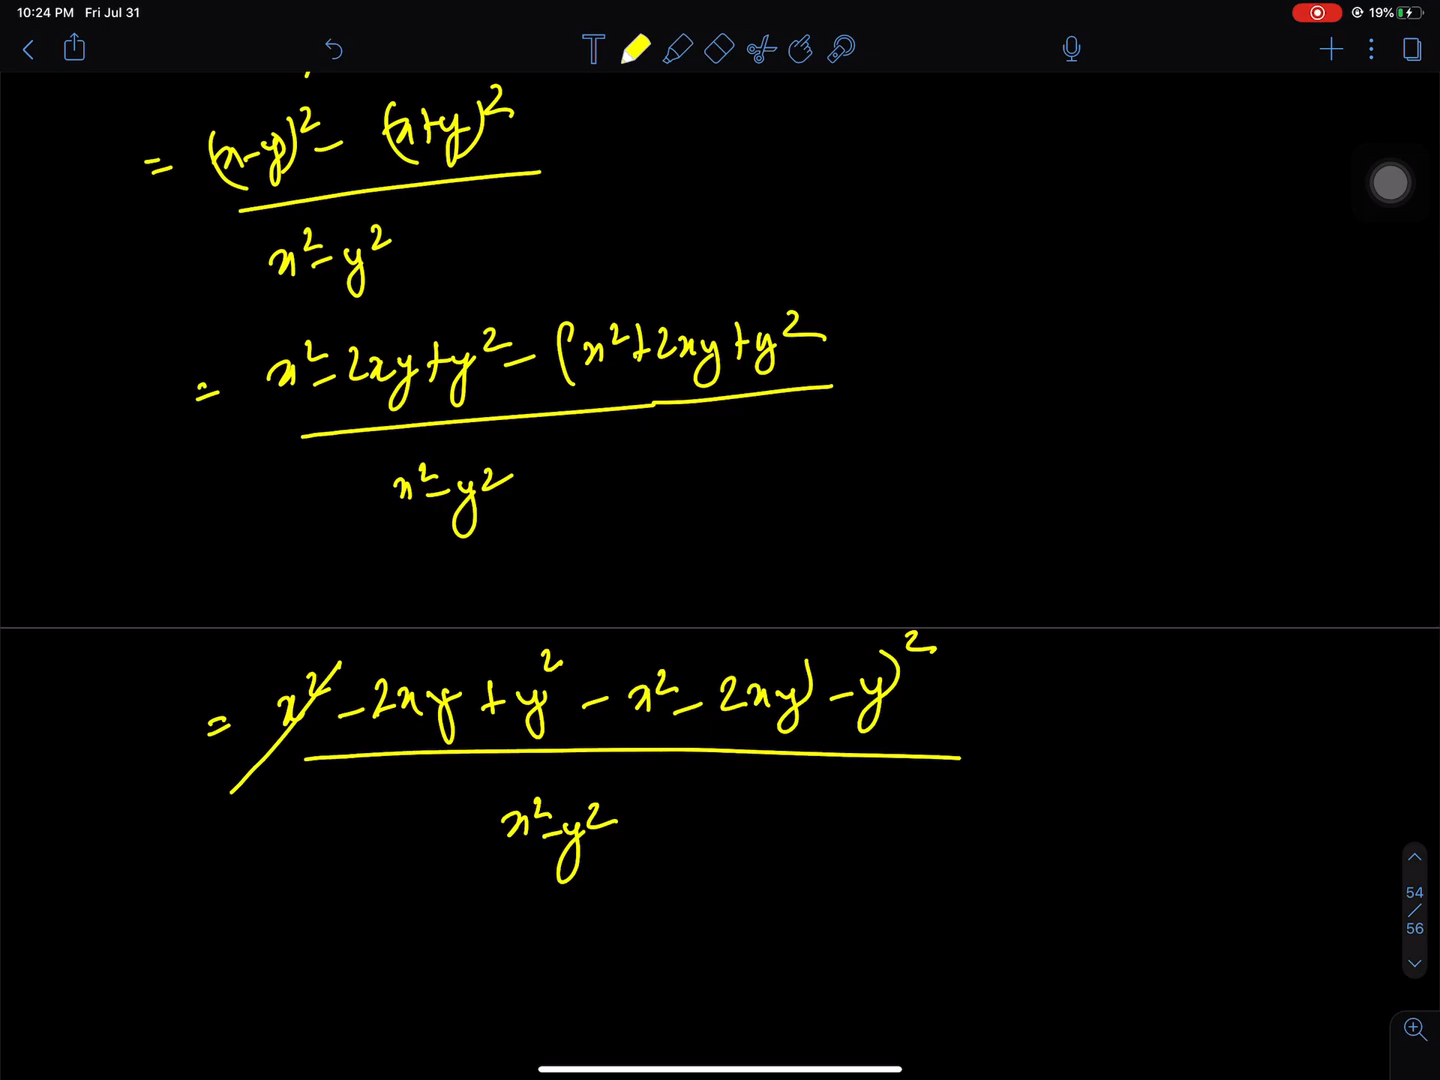 10:24 PM Fri Jul 31
19%
= (x-y)² - (x+y)²
x² - y²
= x² - 2xy + y² - (x² + 2xy + y²
x² - y²
= x² - 2xy + y² - x² - 2xy) - y)²
x² - y²
54
/
56